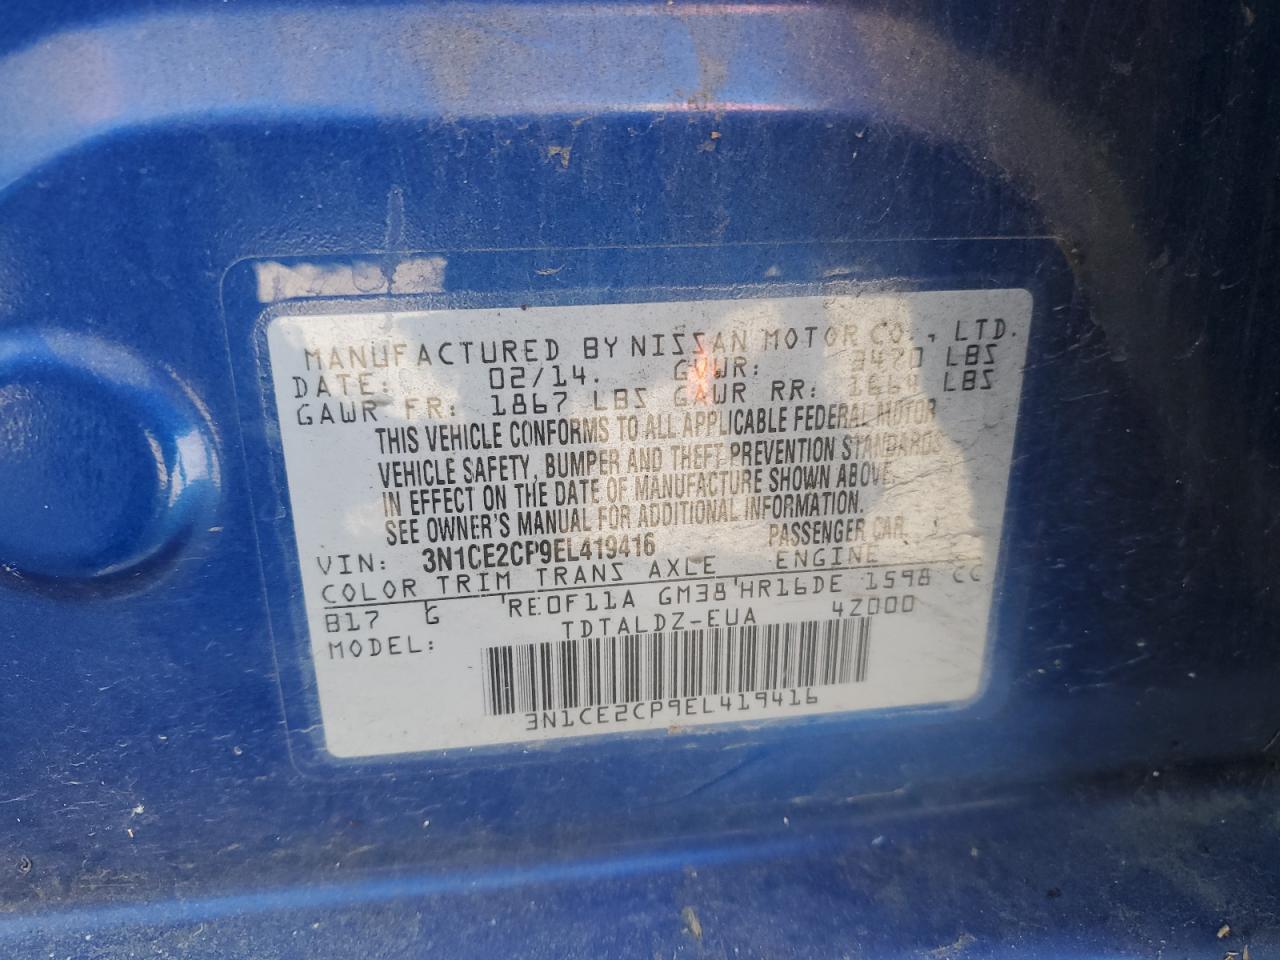 MANUFACTURED BY NISSAN MOTOR CO., LTD.
DATE: 02/14. GVWR: 3470 LBS
GAWR FR: 1867 LBS GAWR RR: 1668 LBS
THIS VEHICLE CONFORMS TO ALL APPLICABLE FEDERAL MOTOR
VEHICLE SAFETY, BUMPER AND THEFT PREVENTION STANDARDS
IN EFFECT ON THE DATE OF MANUFACTURE SHOWN ABOVE.
SEE OWNER'S MANUAL FOR ADDITIONAL INFORMATION.
VIN: 3N1CE2CP9EL419416 PASSENGER CAR
COLOR TRIM TRANS AXLE ENGINE
B17 G RE0F11A GM38 HR16DE 1598 CC
MODEL: TDTALDZ-EUA 4Z000
3N1CE2CP9EL419416